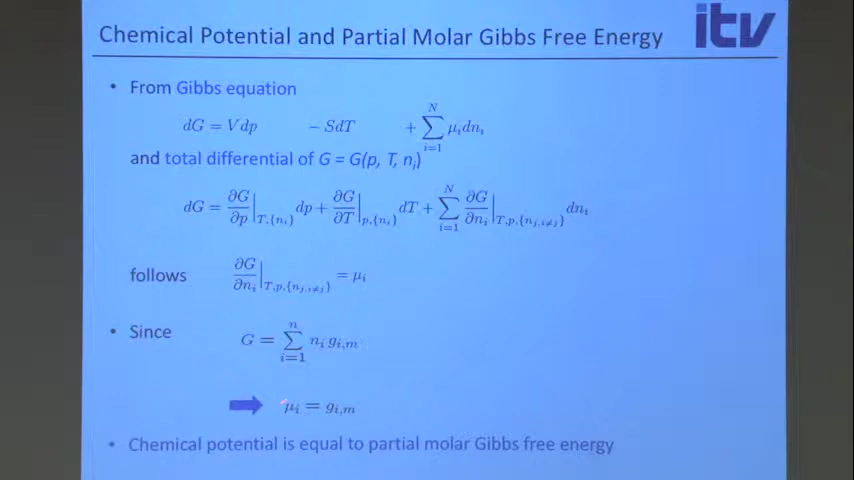 Chemical Potential and Partial Molar Gibbs Free Energy
itv
• From Gibbs equation
dG = Vdp − SdT + ∑_{i=1}^{N} μ_i dn_i
and total differential of G = G(p, T, n_i)
dG = ∂G/∂p |_{T,{n_i}} dp + ∂G/∂T |_{p,{n_i}} dT + ∑_{i=1}^{N} ∂G/∂n_i |_{T,p,{n_{j,i≠j}}} dn_i
follows ∂G/∂n_i |_{T,p,{n_{j,i≠j}}} = μ_i
• Since G = ∑_{i=1}^{n} n_i g_{i,m}
μ_i = g_{i,m}
• Chemical potential is equal to partial molar Gibbs free energy